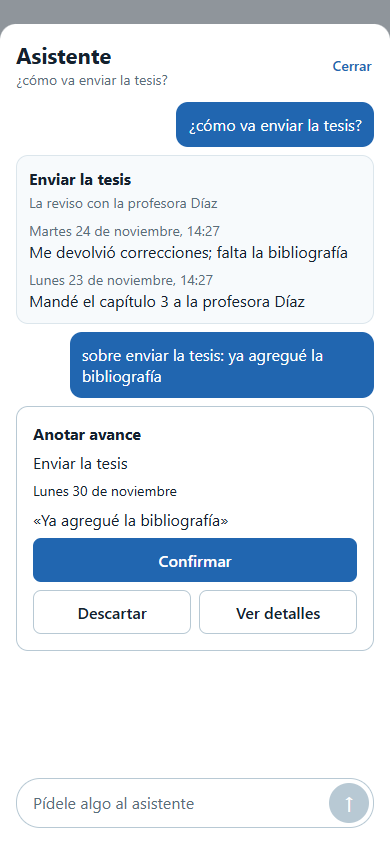 Asistente
¿cómo va enviar la tesis?
Cerrar
¿cómo va enviar la tesis?
Enviar la tesis
La reviso con la profesora Díaz
Martes 24 de noviembre, 14:27
Me devolvió correcciones; falta la bibliografía
Lunes 23 de noviembre, 14:27
Mandé el capítulo 3 a la profesora Díaz
sobre enviar la tesis: ya agregué la
bibliografía
Anotar avance
Enviar la tesis
Lunes 30 de noviembre
«Ya agregué la bibliografía»
Confirmar
Descartar
Ver detalles
Pídele algo al asistente